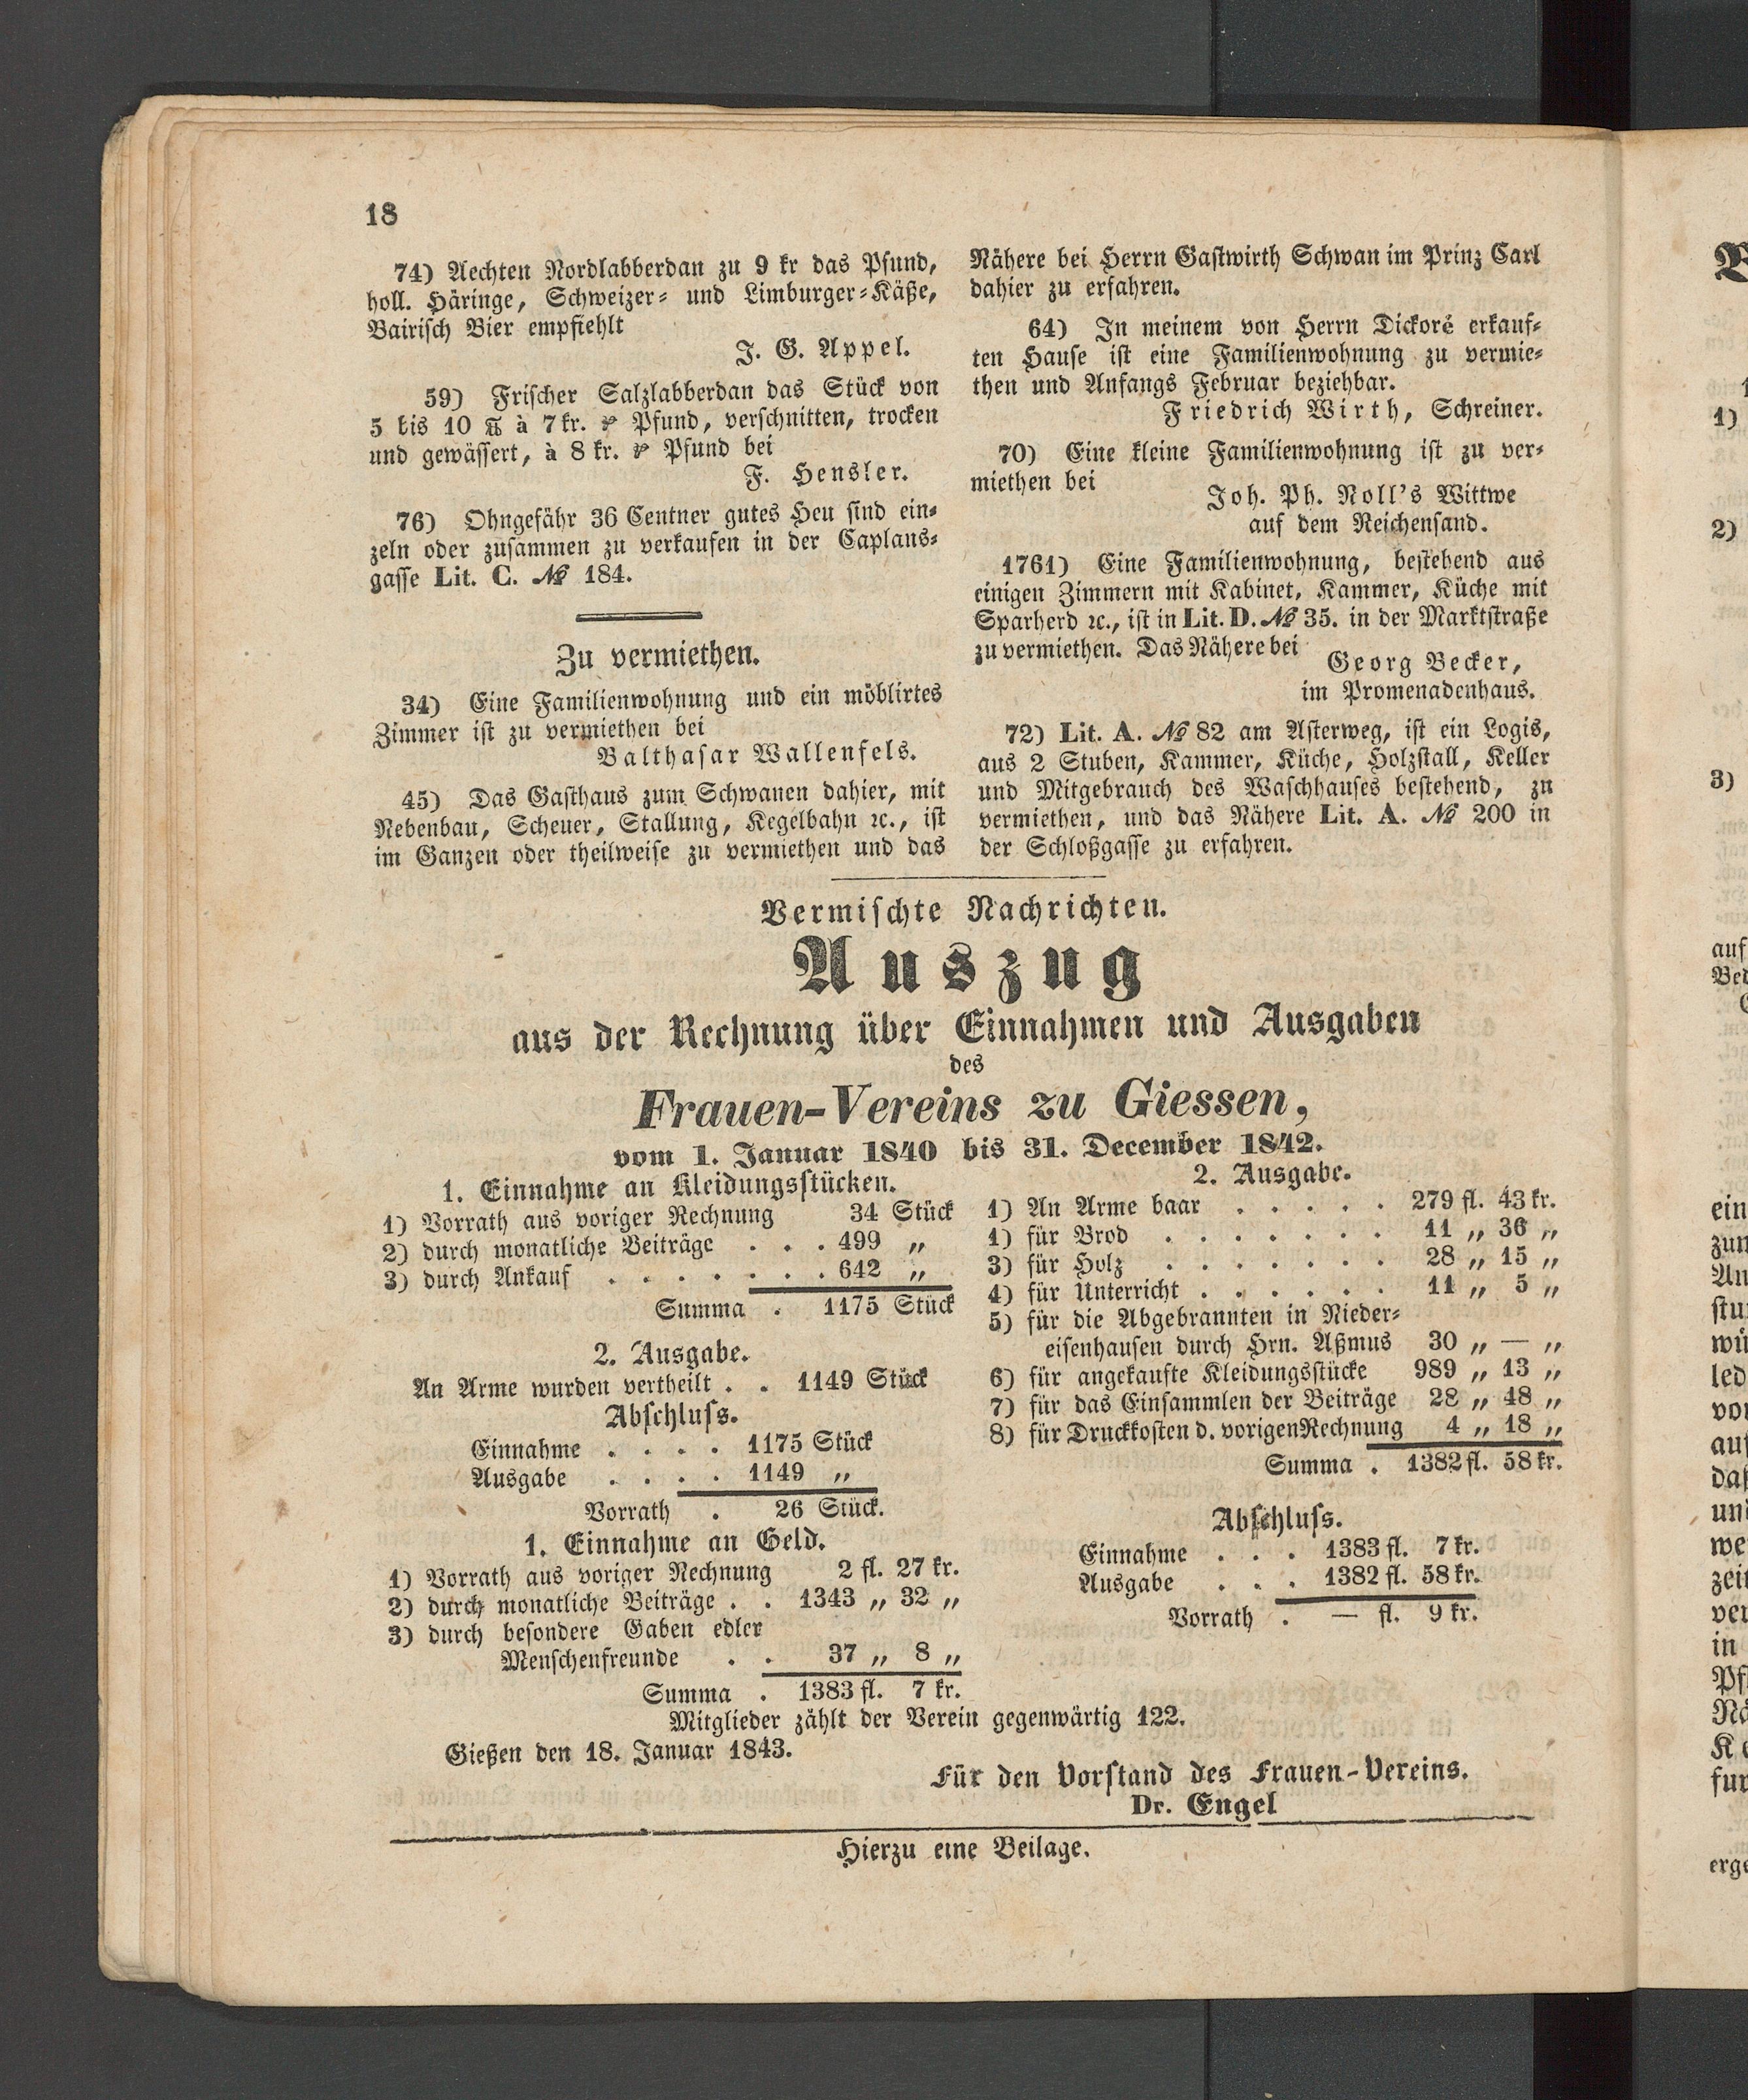 18
74) Aechten Nordlabberdan zu 9 kr das Pfund,
holl. Häringe, Schweizer- und Limburger-Käße,
Bairisch Bier empfiehlt
J. G. Appel.
59) Frischer Salzlabberdan das Stück von
5 bis 10 ℔ à 7 kr. Pfund, verschnitten, trocken
und gewässert, à 8 kr. Pfund bei
F. Hensler.
76) Ohngefähr 36 Centner gutes Heu sind ein-
zeln oder zusammen zu verkaufen in der Caplans-
gasse Lit. C. № 184.
Zu vermiethen.
34) Eine Familienwohnung und ein möblirtes
Zimmer ist zu vermiethen bei
Balthasar Wallenfels.
45) Das Gasthaus zum Schwanen dahier, mit
Nebenbau, Scheuer, Stallung, Kegelbahn ꝛc., ist
im Ganzen oder theilweise zu vermiethen und das
Nähere bei Herrn Gastwirth Schwan im Prinz Carl
dahier zu erfahren.
64) In meinem von Herrn Dickoré erkauf-
ten Hause ist eine Familienwohnung zu vermie-
then und Anfangs Februar beziehbar.
Friedrich Wirth, Schreiner.
70) Eine kleine Familienwohnung ist zu ver-
miethen bei
Joh. Ph. Noll's Wittwe
auf dem Reichensand.
1761) Eine Familienwohnung, bestehend aus
einigen Zimmern mit Kabinet, Kammer, Küche mit
Sparherd ꝛc., ist in Lit. D. № 35. in der Marktstraße
zu vermiethen. Das Nähere bei
Georg Becker,
im Promenadenhaus.
72) Lit. A. № 82 am Asterweg, ist ein Logis,
aus 2 Stuben, Kammer, Küche, Holzstall, Keller
und Mitgebrauch des Waschhauses bestehend, zu
vermiethen, und das Nähere Lit. A. № 200 in
der Schloßgasse zu erfahren.
Vermischte Nachrichten.
Auszug
aus der Rechnung über Einnahmen und Ausgaben
des
Frauen-Vereins zu Giessen,
vom 1. Januar 1840 bis 31. December 1842.
1. Einnahme an Kleidungsstücken.
1) Vorrath aus voriger Rechnung 34 Stück
2) durch monatliche Beiträge . . . 499 „
3) durch Ankauf . . . . . . . 642 „
Summa . 1175 Stück
2. Ausgabe.
An Arme wurden vertheilt . . 1149 Stück
Abschluss.
Einnahme . . . . 1175 Stück
Ausgabe . . . . 1149 „
Vorrath . 26 Stück.
1. Einnahme an Geld.
1) Vorrath aus voriger Rechnung 2 fl. 27 kr.
2) durch monatliche Beiträge . . 1343 „ 32 „
3) durch besondere Gaben edler
Menschenfreunde . . 37 „ 8 „
Summa . 1383 fl. 7 kr.
2. Ausgabe.
1) An Arme baar . . . . . 279 fl. 43 kr.
1) für Brod . . . . . . . 11 „ 36 „
3) für Holz . . . . . . . 28 „ 15 „
4) für Unterricht . . . . . . 11 „ 5 „
5) für die Abgebrannten in Nieder-
eisenhausen durch Hrn. Aßmus 30 „ — „
6) für angekaufte Kleidungsstücke 989 „ 13 „
7) für das Einsammlen der Beiträge 28 „ 48 „
8) für Druckkosten d. vorigen Rechnung 4 „ 18 „
Summa . 1382 fl. 58 kr.
Abschluss.
Einnahme . . . 1383 fl. 7 kr.
Ausgabe . . . 1382 fl. 58 kr.
Vorrath . — fl. 9 kr.
Mitglieder zählt der Verein gegenwärtig 122.
Gießen den 18. Januar 1843.
Für den Vorstand des Frauen-Vereins.
Dr. Engel
Hierzu eine Beilage.